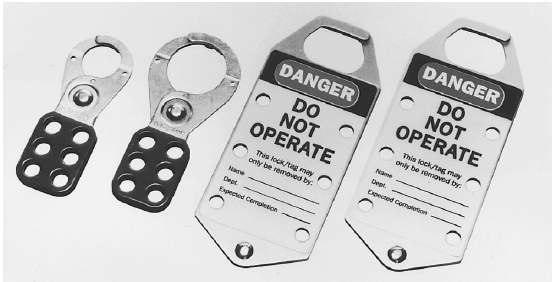 DANGER
DO
NOT
OPERATE
This lock/tag may
only be removed by:
Name
Dept.
Expected Completion
DANGER
DO
NOT
OPERATE
This lock/tag may
only be removed by:
Name
Dept.
Expected Completion